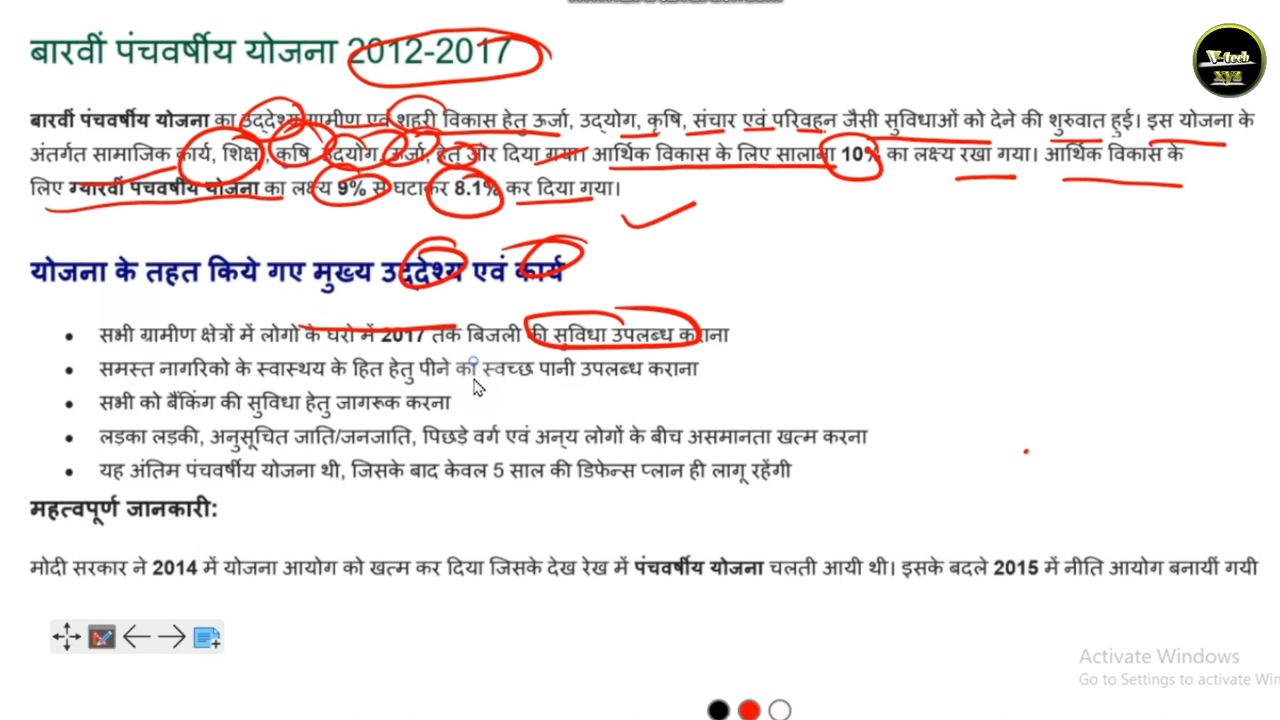 बारवीं पंचवर्षीय योजना 2012-2017
V-tech
xyz
बारवीं पंचवर्षीय योजना का उद्देश्य ग्रामीण एवं शहरी विकास हेतु ऊर्जा, उद्योग, कृषि, संचार एवं परिवहन जैसी सुविधाओं को देने की शुरुवात हुई। इस योजना के
अंतर्गत सामाजिक कार्य, शिक्षा, कृषि, उद्योग, ऊर्जा, हेतु जोर दिया गया। आर्थिक विकास के लिए सालाना 10% का लक्ष्य रखा गया। आर्थिक विकास के
लिए ग्यारवीं पंचवर्षीय योजना का लक्ष्य 9% से घटाकर 8.1% कर दिया गया।
योजना के तहत किये गए मुख्य उद्देश्य एवं कार्य
• सभी ग्रामीण क्षेत्रों में लोगो के घरो में 2017 तक बिजली की सुविधा उपलब्ध कराना
• समस्त नागरिको के स्वास्थय के हित हेतु पीने का स्वच्छ पानी उपलब्ध कराना
• सभी को बैंकिंग की सुविधा हेतु जागरूक करना
• लड़का लड़की, अनुसूचित जाति/जनजाति, पिछड़े वर्ग एवं अन्य लोगों के बीच असमानता खत्म करना
• यह अंतिम पंचवर्षीय योजना थी, जिसके बाद केवल 5 साल की डिफेन्स प्लान ही लागू रहेंगी
महत्वपूर्ण जानकारी:
मोदी सरकार ने 2014 में योजना आयोग को खत्म कर दिया जिसके देख रेख में पंचवर्षीय योजना चलती आयी थी। इसके बदले 2015 में नीति आयोग बनायीं गयी
Activate Windows
Go to Settings to activate Win